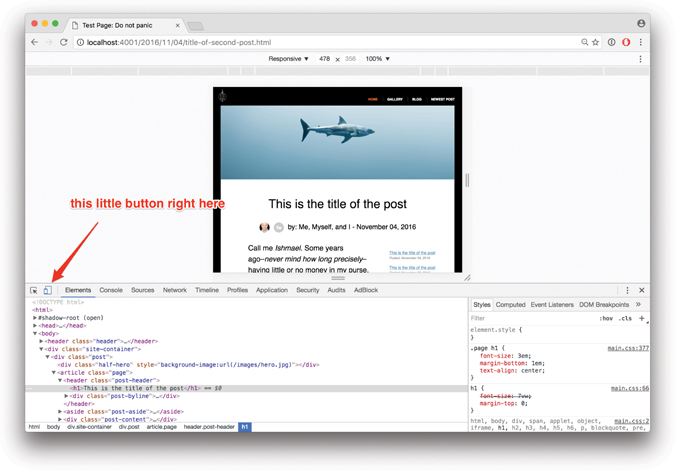 Test Page: Do not panic
localhost:4001/2016/11/04/title-of-second-post.html
Responsive ▼ 478 × 356 100% ▼
HOME GALLERY BLOG NEWEST POST
This is the title of the post
by: Me, Myself, and I - November 04, 2016
this little button right here
Call me Ishmael. Some years
ago–never mind how long precisely–
having little or no money in my purse.
This is the title of the post
Posted: November 04, 2016
This is the title of the post
Elements Console Sources Network Timeline Profiles Application Security Audits AdBlock
<!DOCTYPE html>
<html>
▶#shadow-root (open)
▶<head>…</head>
▼<body>
▶<header class="header">…</header>
▼<div class="site-container">
▼<div class="post">
<div class="half-hero" style="background-image:url(/images/hero.jpg)"></div>
▼<article class="page">
▼<header class="post-header">
<h1>This is the title of the post</h1> == $0
▶<div class="post-byline">…</div>
</header>
▶<aside class="post-aside">…</aside>
▶<div class="post-content">…</div>
html body div.site-container div.post article.page header.post-header h1
Styles Computed Event Listeners DOM Breakpoints »
Filter :hov .cls +
element.style {
}
.page h1 { main.css:377
font-size: 3em;
margin-bottom: 1em;
text-align: center;
}
h1 { main.css:66
font-size: 7vw;
margin-top: 0;
}
html, body, div, span, applet, object, main.css:2
iframe, h1, h2, h3, h4, h5, h6, p, blockquote, pre,